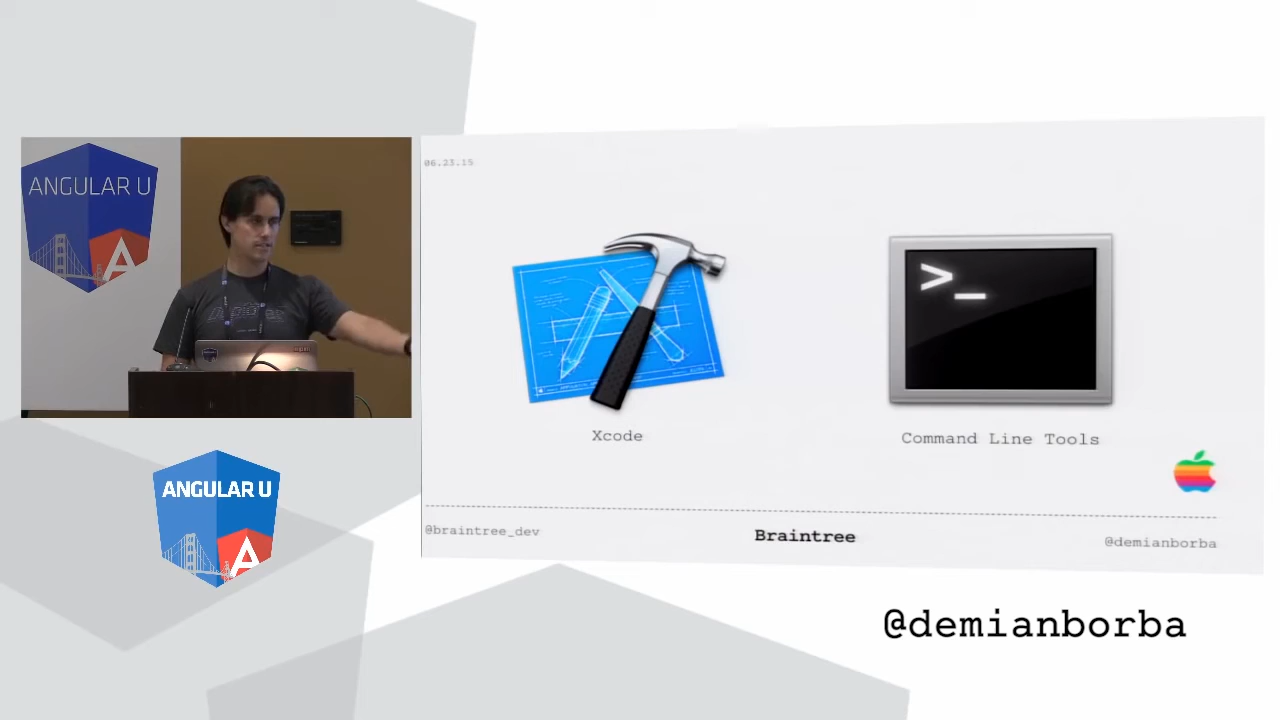 ANGULAR U
A
06.23.15
>_
Xcode
Command Line Tools
@braintree_dev
Braintree
@demianborba
ANGULAR U
A
@demianborba